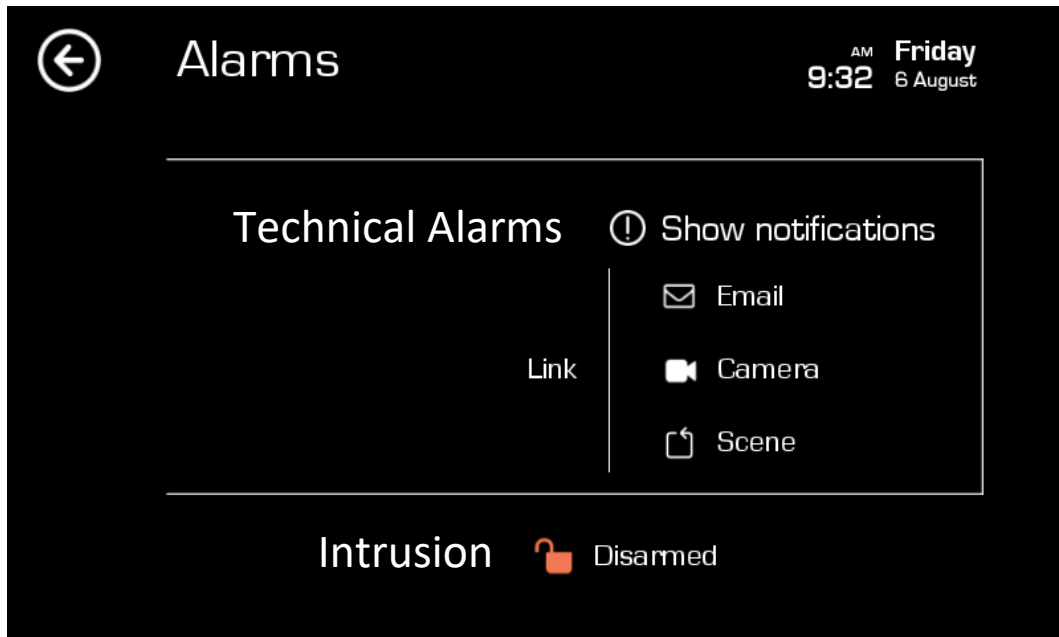 Alarms
AM
9:32
Friday
6 August
Technical Alarms
Show notifications
Email
Link
Camera
Scene
Intrusion
Disarmed